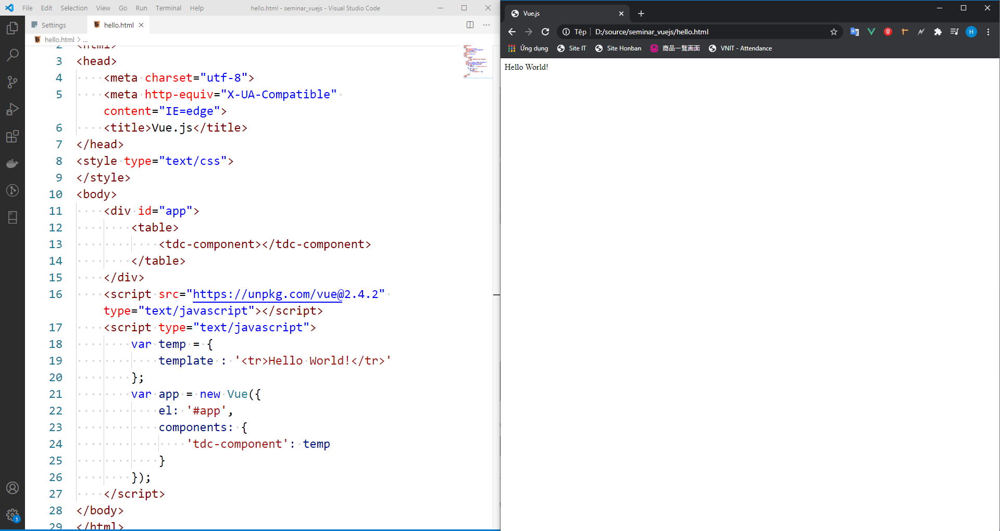 File Edit Selection View Go Run Terminal Help hello.html - seminar_vuejs - Visual Studio Code
Settings hello.html
hello.html > ...
2 <html>
3 <head>
4 <meta charset="utf-8">
5 <meta http-equiv="X-UA-Compatible"
content="IE=edge">
6 <title>Vue.js</title>
7 </head>
8 <style type="text/css">
9 </style>
10 <body>
11 <div id="app">
12 <table>
13 <tdc-component></tdc-component>
14 </table>
15 </div>
16 <script src="https://unpkg.com/vue@2.4.2"
type="text/javascript"></script>
17 <script type="text/javascript">
18 var temp = {
19 template : '<tr>Hello World!</tr>'
20 };
21 var app = new Vue({
22 el: '#app',
23 components: {
24 'tdc-component': temp
25 }
26 });
27 </script>
28 </body>
29 </html>
1
Vue.js
Tệp D:/source/seminar_vuejs/hello.html H
Ứng dụng Site IT Site Honban 商品一覧画面 VNIT - Attendance
Hello World!